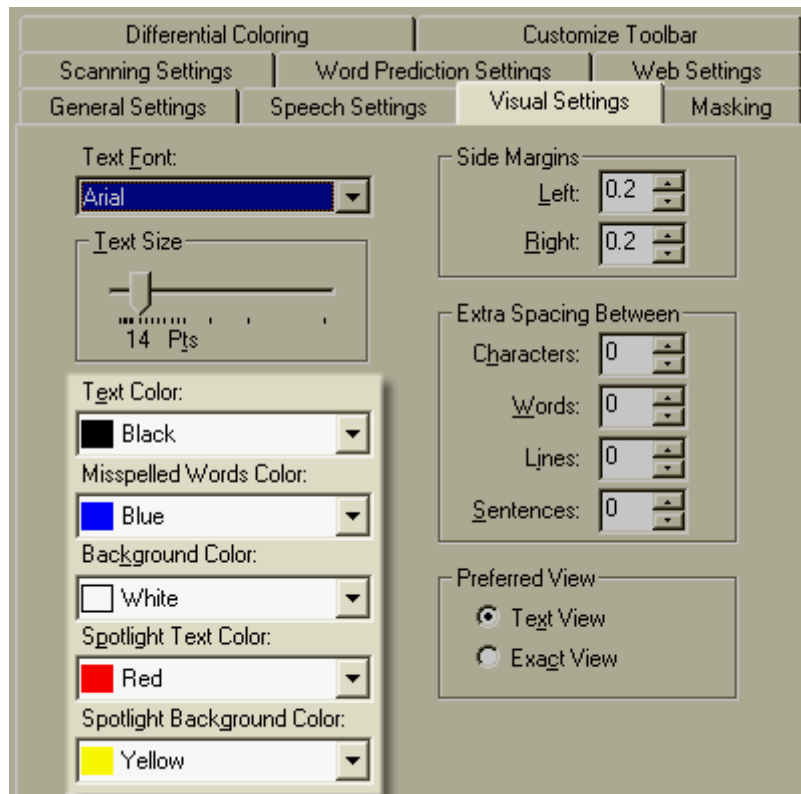 Differential Coloring Customize Toolbar
Scanning Settings Word Prediction Settings Web Settings
General Settings Speech Settings Visual Settings Masking
Text Font:
Arial
Text Size
14 Pts
Text Color:
Black
Misspelled Words Color:
Blue
Background Color:
White
Spotlight Text Color:
Red
Spotlight Background Color:
Yellow
Side Margins
Left: 0.2
Right: 0.2
Extra Spacing Between
Characters: 0
Words: 0
Lines: 0
Sentences: 0
Preferred View
Text View
Exact View